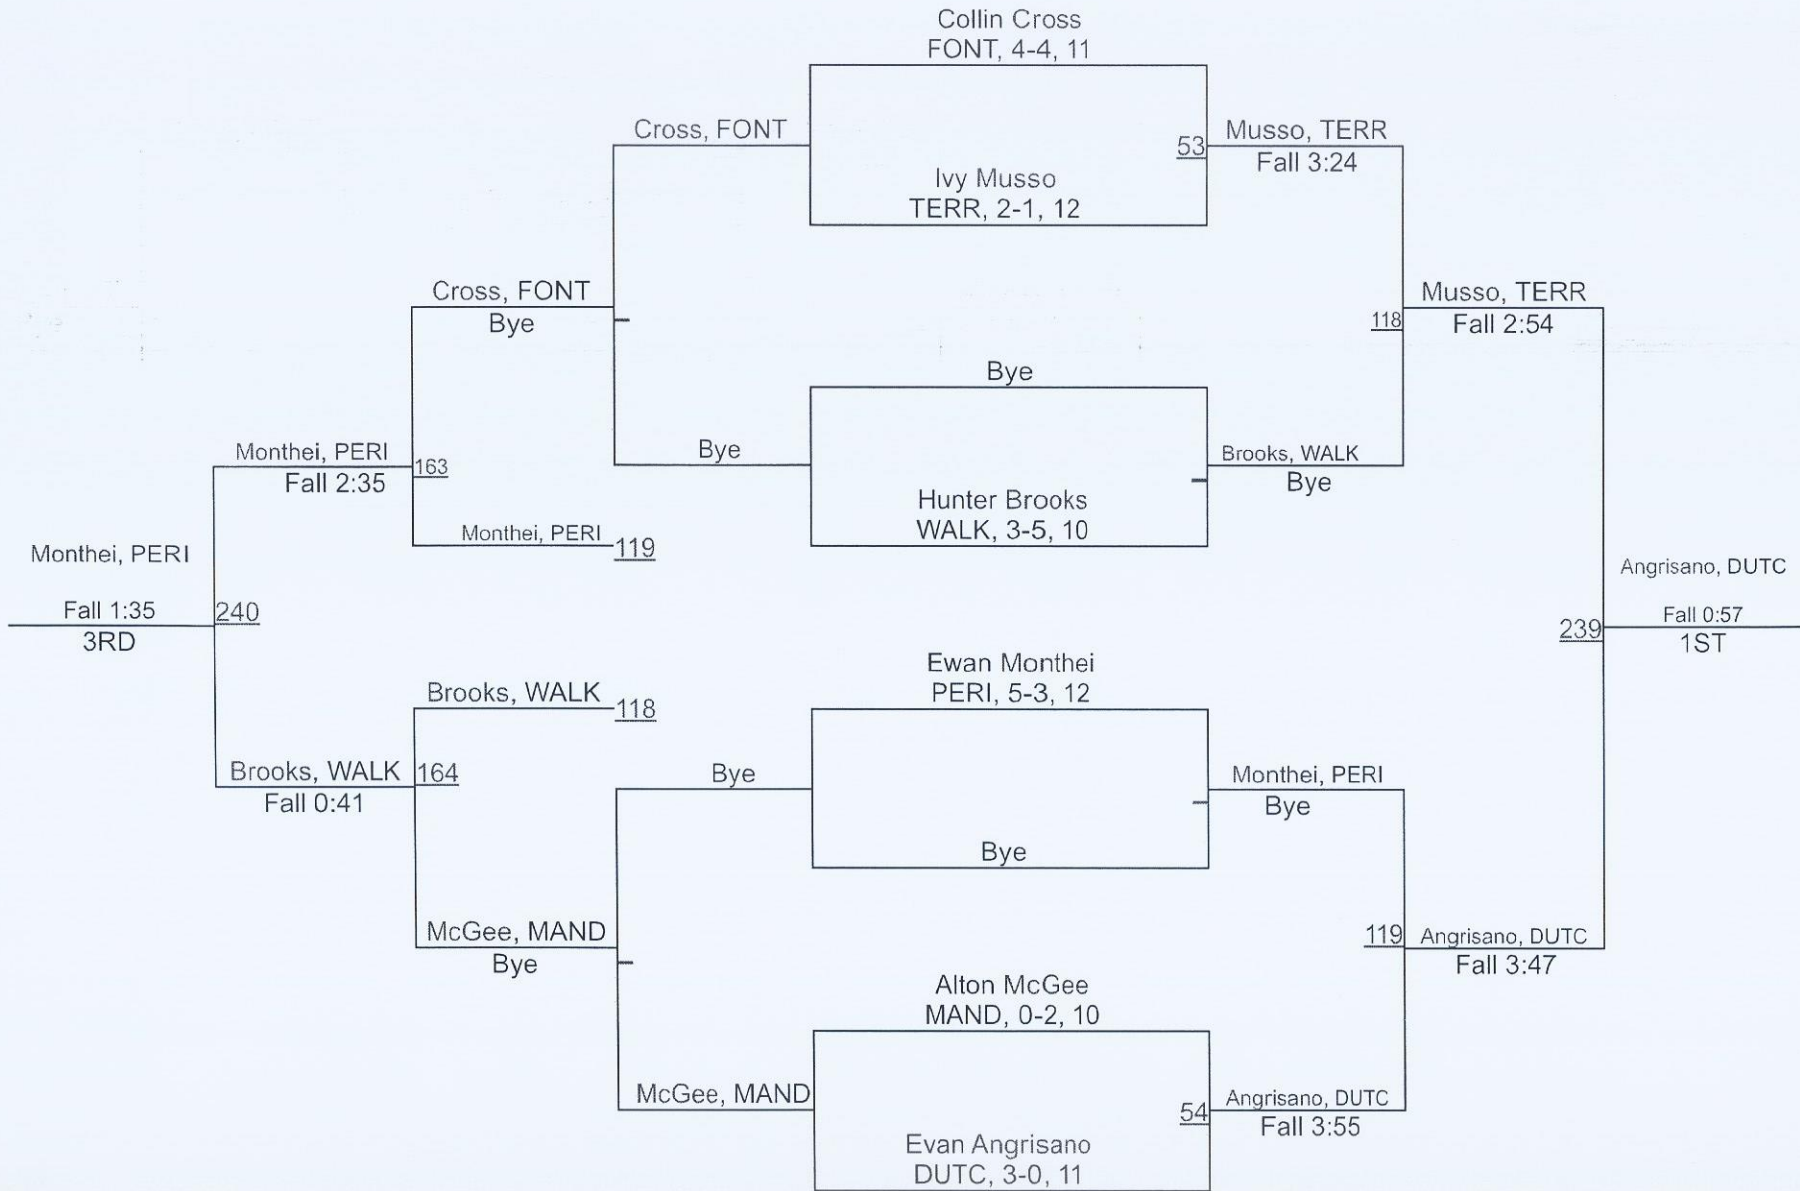 Collin Cross
FONT, 4-4, 11
Cross, FONT
53
Musso, TERR
Fall 3:24
Ivy Musso
TERR, 2-1, 12
Cross, FONT
Bye
118
Musso, TERR
Fall 2:54
Bye
Monthei, PERI
Fall 2:35
163
Bye
Brooks, WALK
Bye
Hunter Brooks
WALK, 3-5, 10
Monthei, PERI
119
Monthei, PERI
Fall 1:35
3RD
240
Angrisano, DUTC
Fall 0:57
1ST
239
Ewan Monthei
PERI, 5-3, 12
Brooks, WALK
118
Brooks, WALK
Fall 0:41
164
Bye
Monthei, PERI
Bye
Bye
McGee, MAND
Bye
119
Angrisano, DUTC
Fall 3:47
Alton McGee
MAND, 0-2, 10
McGee, MAND
54
Angrisano, DUTC
Fall 3:55
Evan Angrisano
DUTC, 3-0, 11